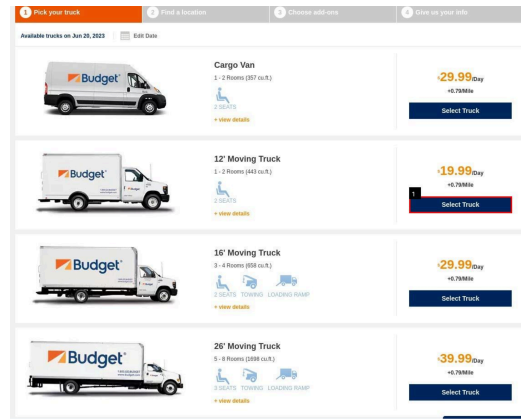 1 Pick your truck
2 Find a location
3 Choose add-ons
4 Give us your info
Available trucks on Jun 20, 2023
Edit Date
Budget
Cargo Van
1 - 2 Rooms (357 cu.ft.)
2 SEATS
+ view details
$29.99/Day
+0.79/Mile
Select Truck
Budget
12' Moving Truck
1 - 2 Rooms (443 cu.ft.)
2 SEATS
+ view details
$19.99/Day
+0.79/Mile
1
Select Truck
Budget
16' Moving Truck
3 - 4 Rooms (658 cu.ft.)
2 SEATS TOWING LOADING RAMP
+ view details
$29.99/Day
+0.79/Mile
Select Truck
Budget
26' Moving Truck
5 - 8 Rooms (1698 cu.ft.)
3 SEATS TOWING LOADING RAMP
+ view details
$39.99/Day
+0.79/Mile
Select Truck